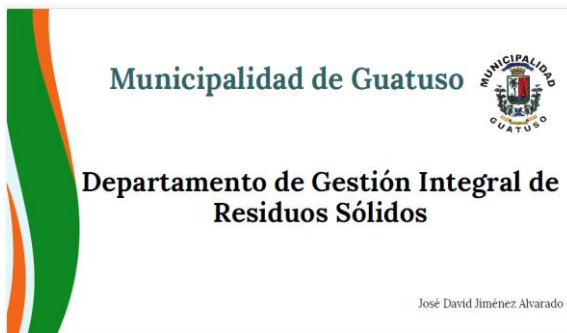 Municipalidad de Guatuso
MUNICIPALIDAD
GUATUSO
Departamento de Gestión Integral de
Residuos Sólidos
José David Jiménez Alvarado